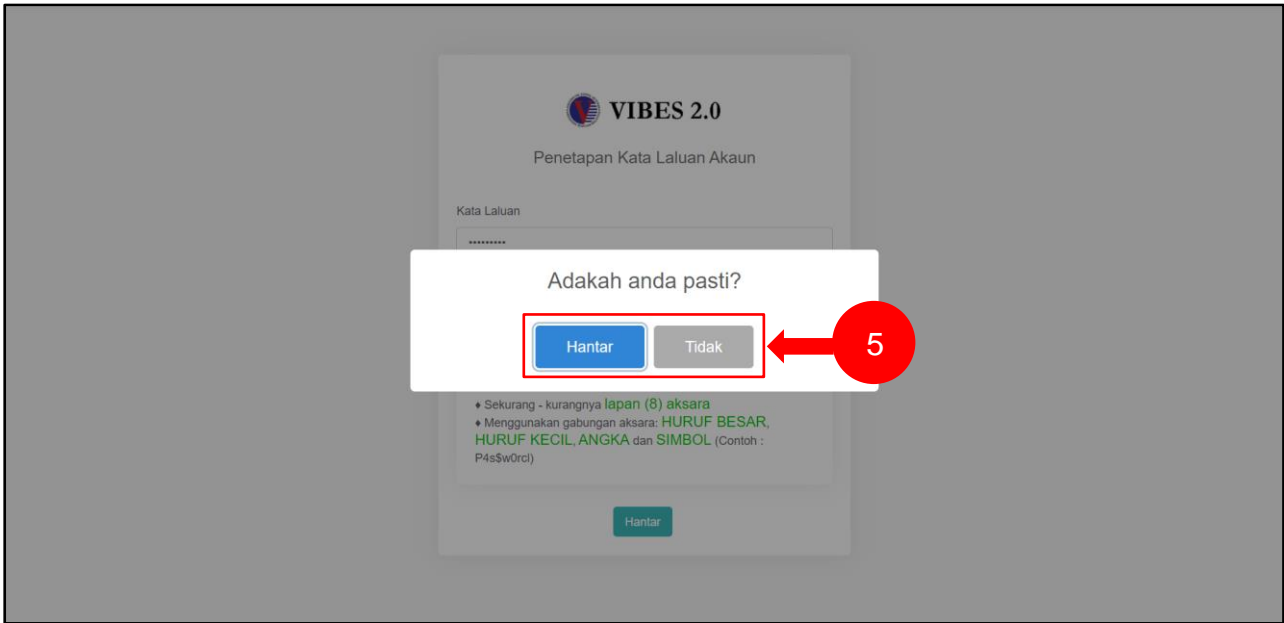 VIBES 2.0
Penetapan Kata Laluan Akaun
Kata Laluan
•••••••••
Adakah anda pasti?
Hantar
Tidak
5
♦ Sekurang - kurangnya lapan (8) aksara
♦ Menggunakan gabungan aksara: HURUF BESAR,
HURUF KECIL, ANGKA dan SIMBOL (Contoh :
P4s$w0rcl)
Hantar